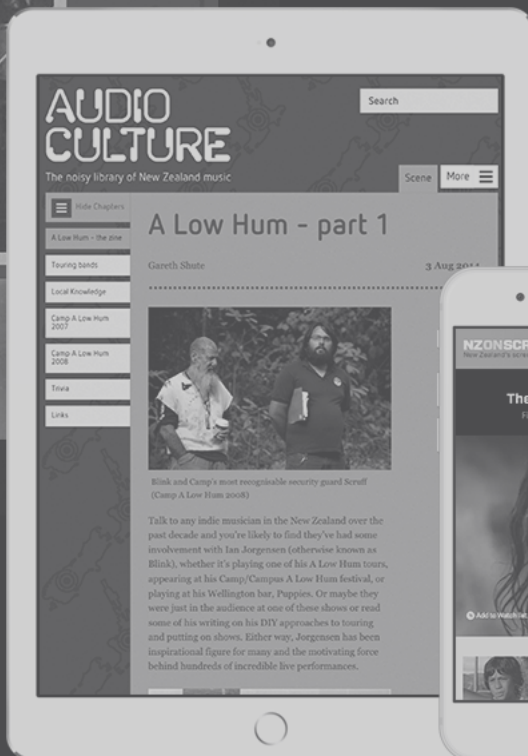 AUDIO
CULTURE
The noisy library of New Zealand music
Search
Scene
More
Hide Chapters
A Low Hum - the zine
Touring bands
Local Knowledge
Camp A Low Hum
2007
Camp A Low Hum
2008
Trivia
Links
A Low Hum - part 1
Gareth Shute
3 Aug
Blink and Camp's most recognisable security guard Scruff
(Camp A Low Hum 2008)
Talk to any indie musician in the New Zealand over the
past decade and you're likely to find they've had some
involvement with Ian Jorgensen (otherwise known as
Blink), whether it's playing one of his A Low Hum tours,
appearing at his Camp/Campus A Low Hum festival, or
playing at his Wellington bar, Puppies. Or maybe they
were just in the audience at one of these shows or read
some of his writing on his DIY approaches to touring
and putting on shows. Either way, Jorgensen has been
inspirational figure for many and the motivating force
behind hundreds of incredible live performances.
NZONSCR
New Zealand's
The
Add to